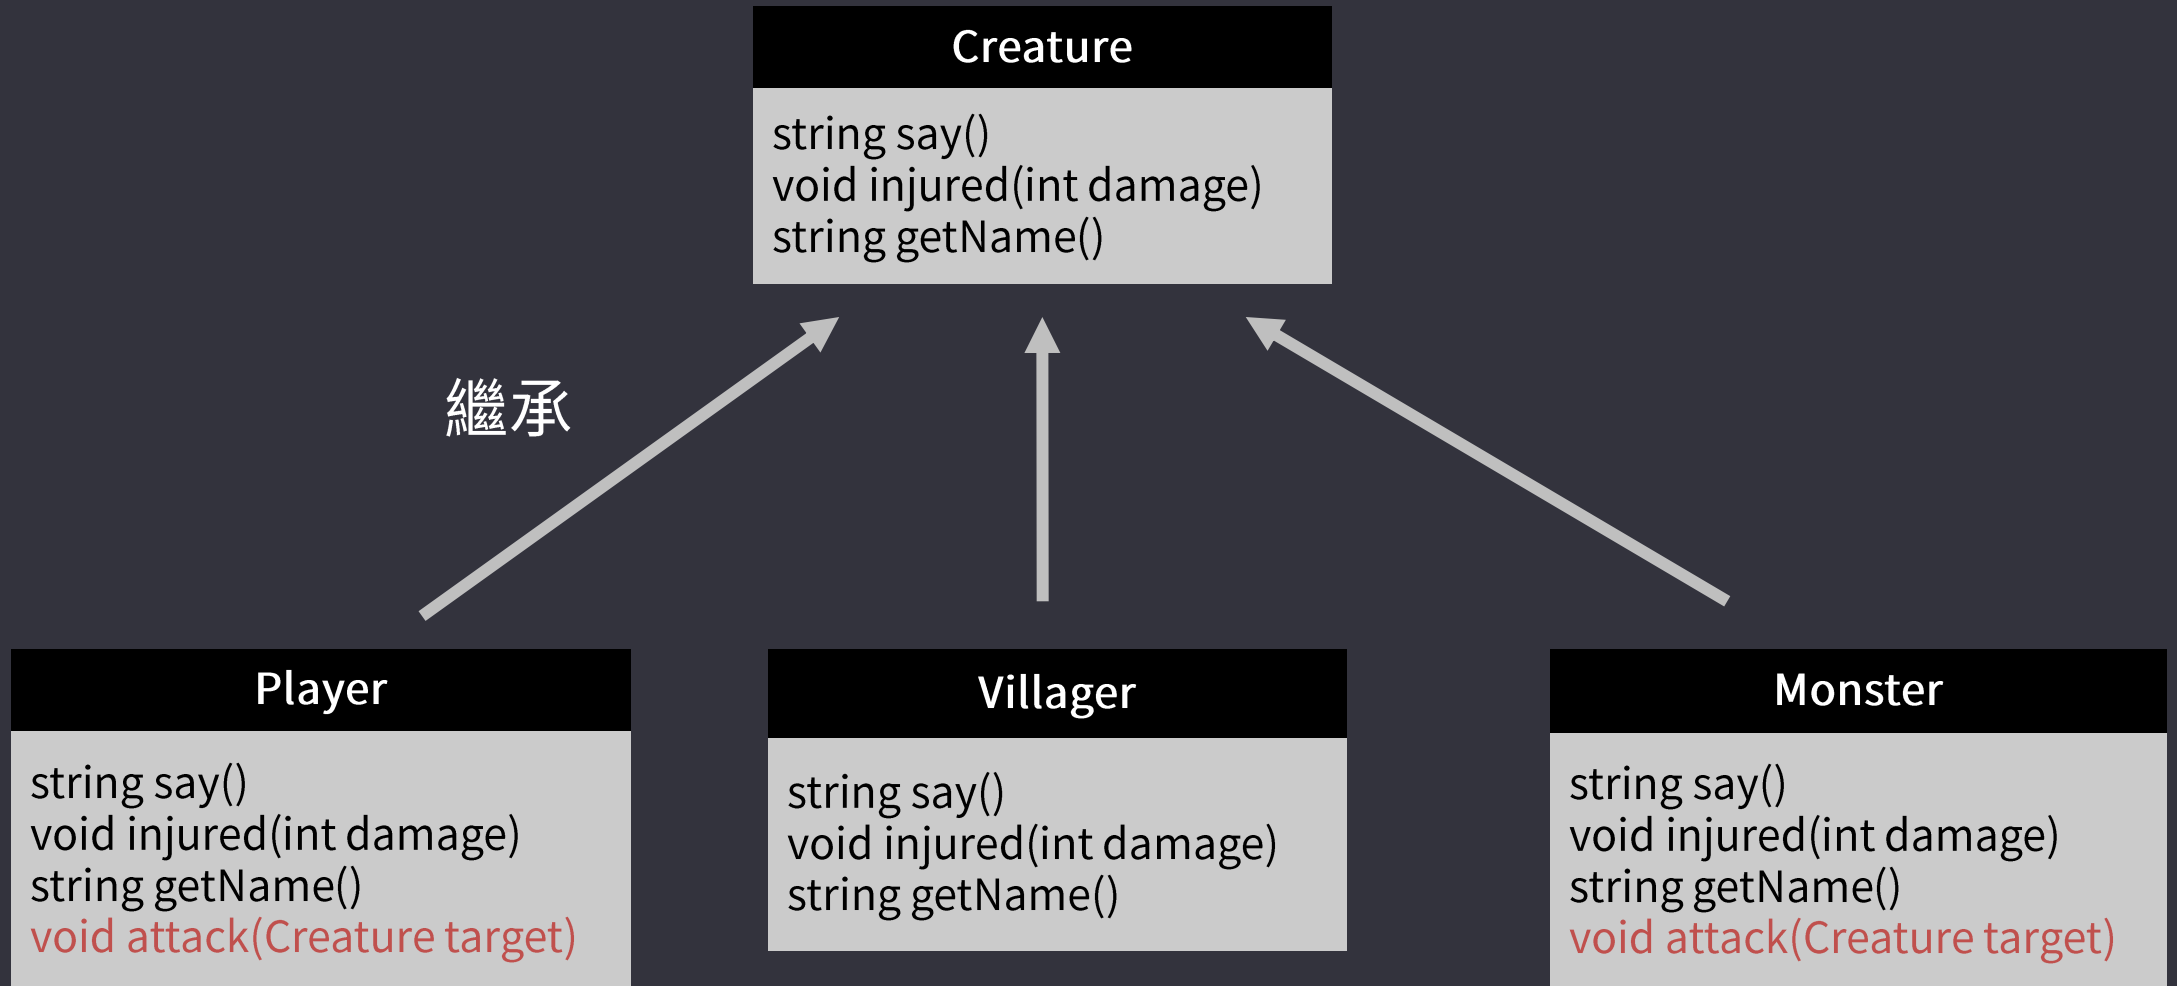 Creature
string say()
void injured(int damage)
string getName()
繼承
Player
string say()
void injured(int damage)
string getName()
void attack(Creature target)
Villager
string say()
void injured(int damage)
string getName()
Monster
string say()
void injured(int damage)
string getName()
void attack(Creature target)